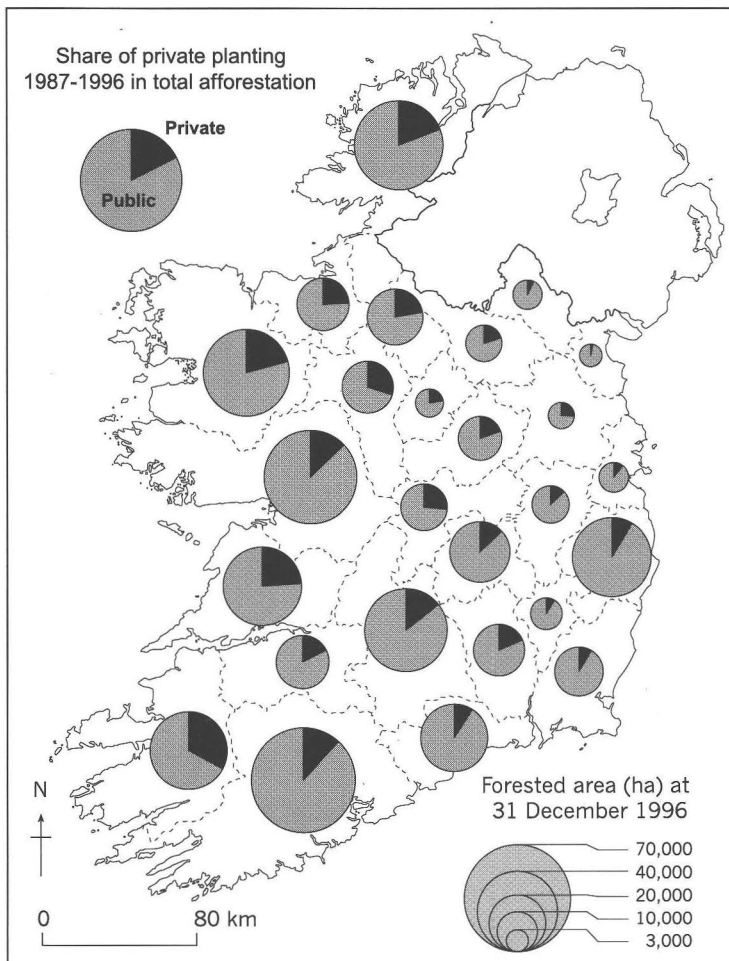 Share of private planting
1987-1996 in total afforestation
Private
Public
Forested area (ha) at
31 December 1996
70,000
40,000
20,000
10,000
3,000
N
0 80 km